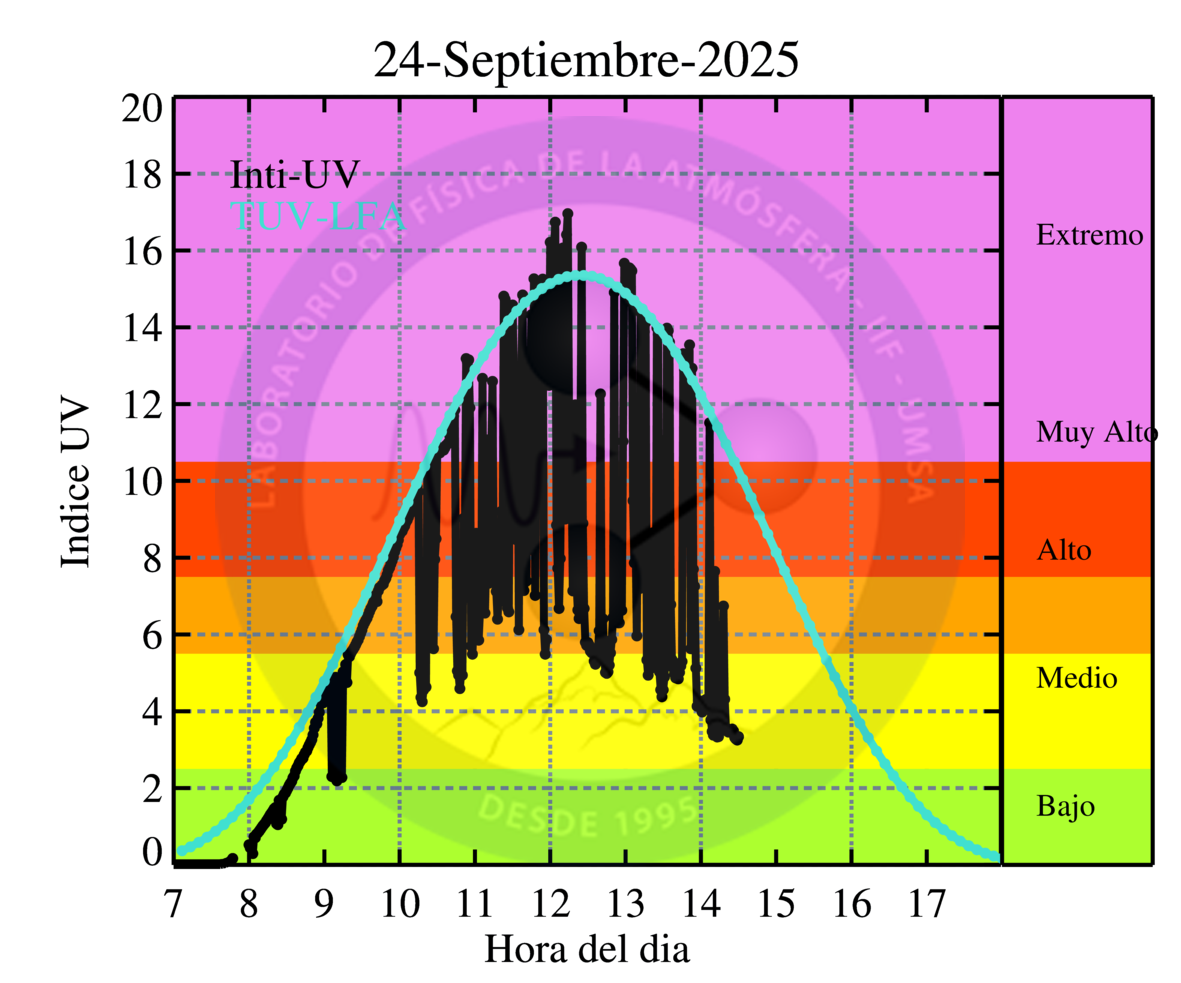 24-Septiembre-2025
20
18
16
14
12
10
8
6
4
2
0
Indice UV
Inti-UV
TUV-LFA
LABORATORIO DE FÍSICA DE LA ATMÓSFERA - IIF - UMSA
DESDE 1995
Extremo
Muy Alto
Alto
Medio
Bajo
7 8 9 10 11 12 13 14 15 16 17
Hora del dia